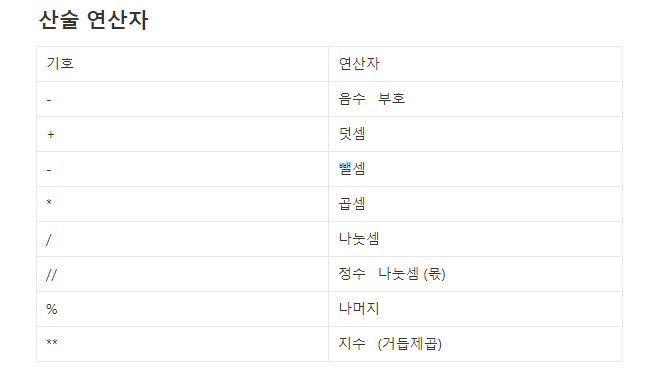 산술 연산자
기호 연산자
- 음수 부호
+ 덧셈
- 뺄셈
* 곱셈
/ 나눗셈
// 정수 나눗셈 (몫)
% 나머지
** 지수 (거듭제곱)